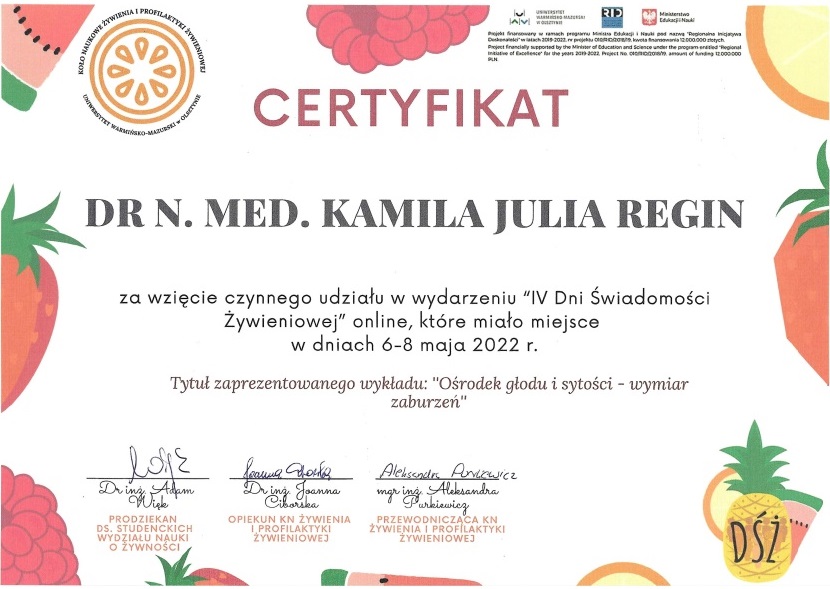 KOŁO NAUKOWE ŻYWIENIA I PROFILAKTYKI ŻYWIENIOWEJ
UNIWERSYTET WARMIŃSKO-MAZURSKI W OLSZTYNIE
UNIWERSYTET
WARMIŃSKO-MAZURSKI
W OLSZTYNIE
RID
Ministerstwo
Edukacji i Nauki
Projekt finansowany w ramach programu Ministra Edukacji i Nauki pod nazwą "Regionalna Inicjatywa
Doskonałości" w latach 2019-2022, nr projektu 010/RID/2018/19, kwota finansowania 12.000.000 złotych.
Project financially supported by the Minister of Education and Science under the program entitled "Regional
Initiative of Excellence" for the years 2019-2022, Project No. 010/RID/2018/19, amount of funding 12.000.000
PLN.
CERTYFIKAT
DR N. MED. KAMILA JULIA REGIN
za wzięcie czynnego udziału w wydarzeniu "IV Dni Świadomości
Żywieniowej" online, które miało miejsce
w dniach 6-8 maja 2022 r.
Tytuł zaprezentowanego wykładu: "Ośrodek głodu i sytości - wymiar
zaburzeń"
Joanna Ciborska
Aleksandra Purkiewicz
Dr inż. Adam
Więk
PRODZIEKAN
DS. STUDENCKICH
WYDZIAŁU NAUKI
O ŻYWNOŚCI
Dr inż. Joanna
Ciborska
OPIEKUN KN ŻYWIENIA
I PROFILAKTYKI
ŻYWIENIOWEJ
mgr inż. Aleksandra
Purkiewicz
PRZEWODNICZĄCA KN
ŻYWIENIA I PROFILAKTYKI
ŻYWIENIOWEJ
DŚŻ